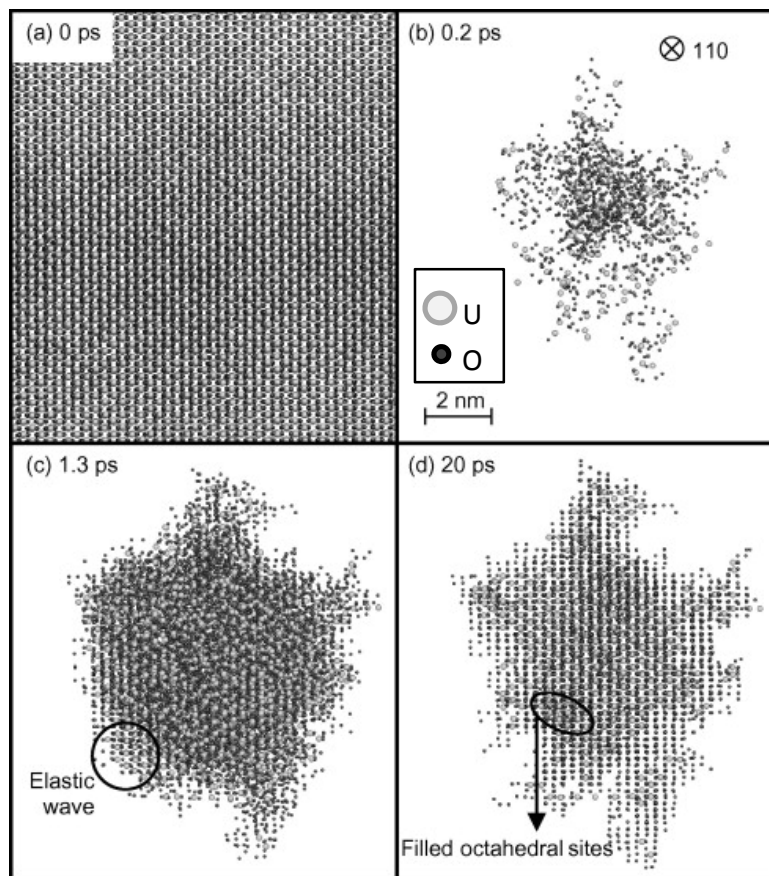 (a) 0 ps
(b) 0.2 ps
110
U
O
2 nm
(c) 1.3 ps
(d) 20 ps
Elastic
wave
Filled octahedral sites